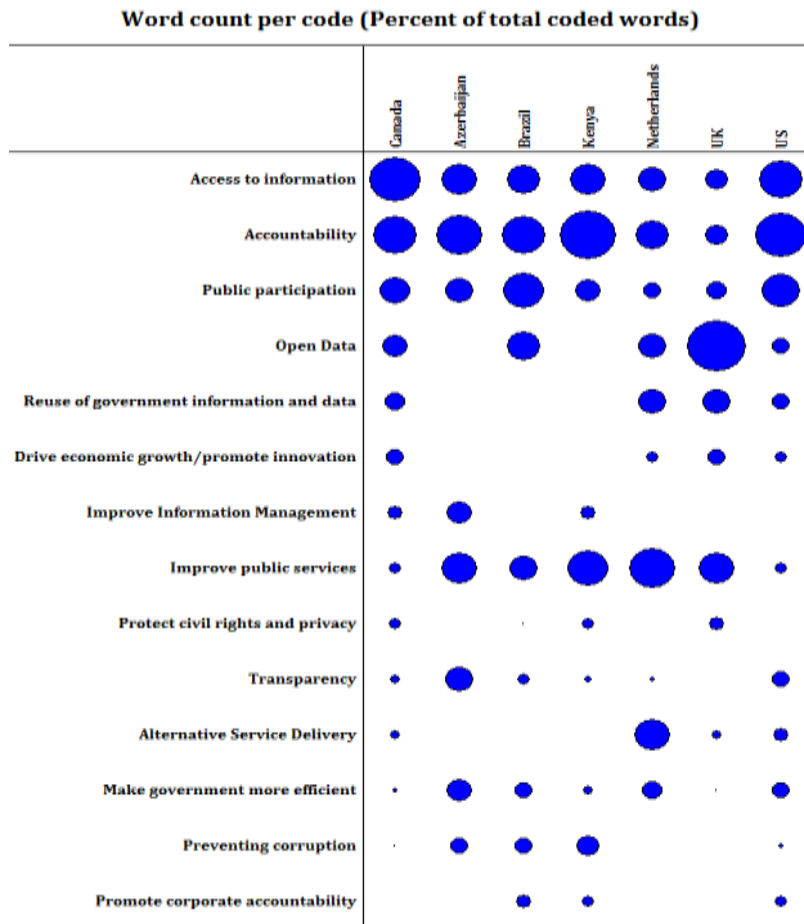 Word count per code (Percent of total coded words)
Canada
Azerbaijan
Brazil
Kenya
Netherlands
UK
US
Access to information
Accountability
Public participation
Open Data
Reuse of government information and data
Drive economic growth/promote innovation
Improve Information Management
Improve public services
Protect civil rights and privacy
Transparency
Alternative Service Delivery
Make government more efficient
Preventing corruption
Promote corporate accountability